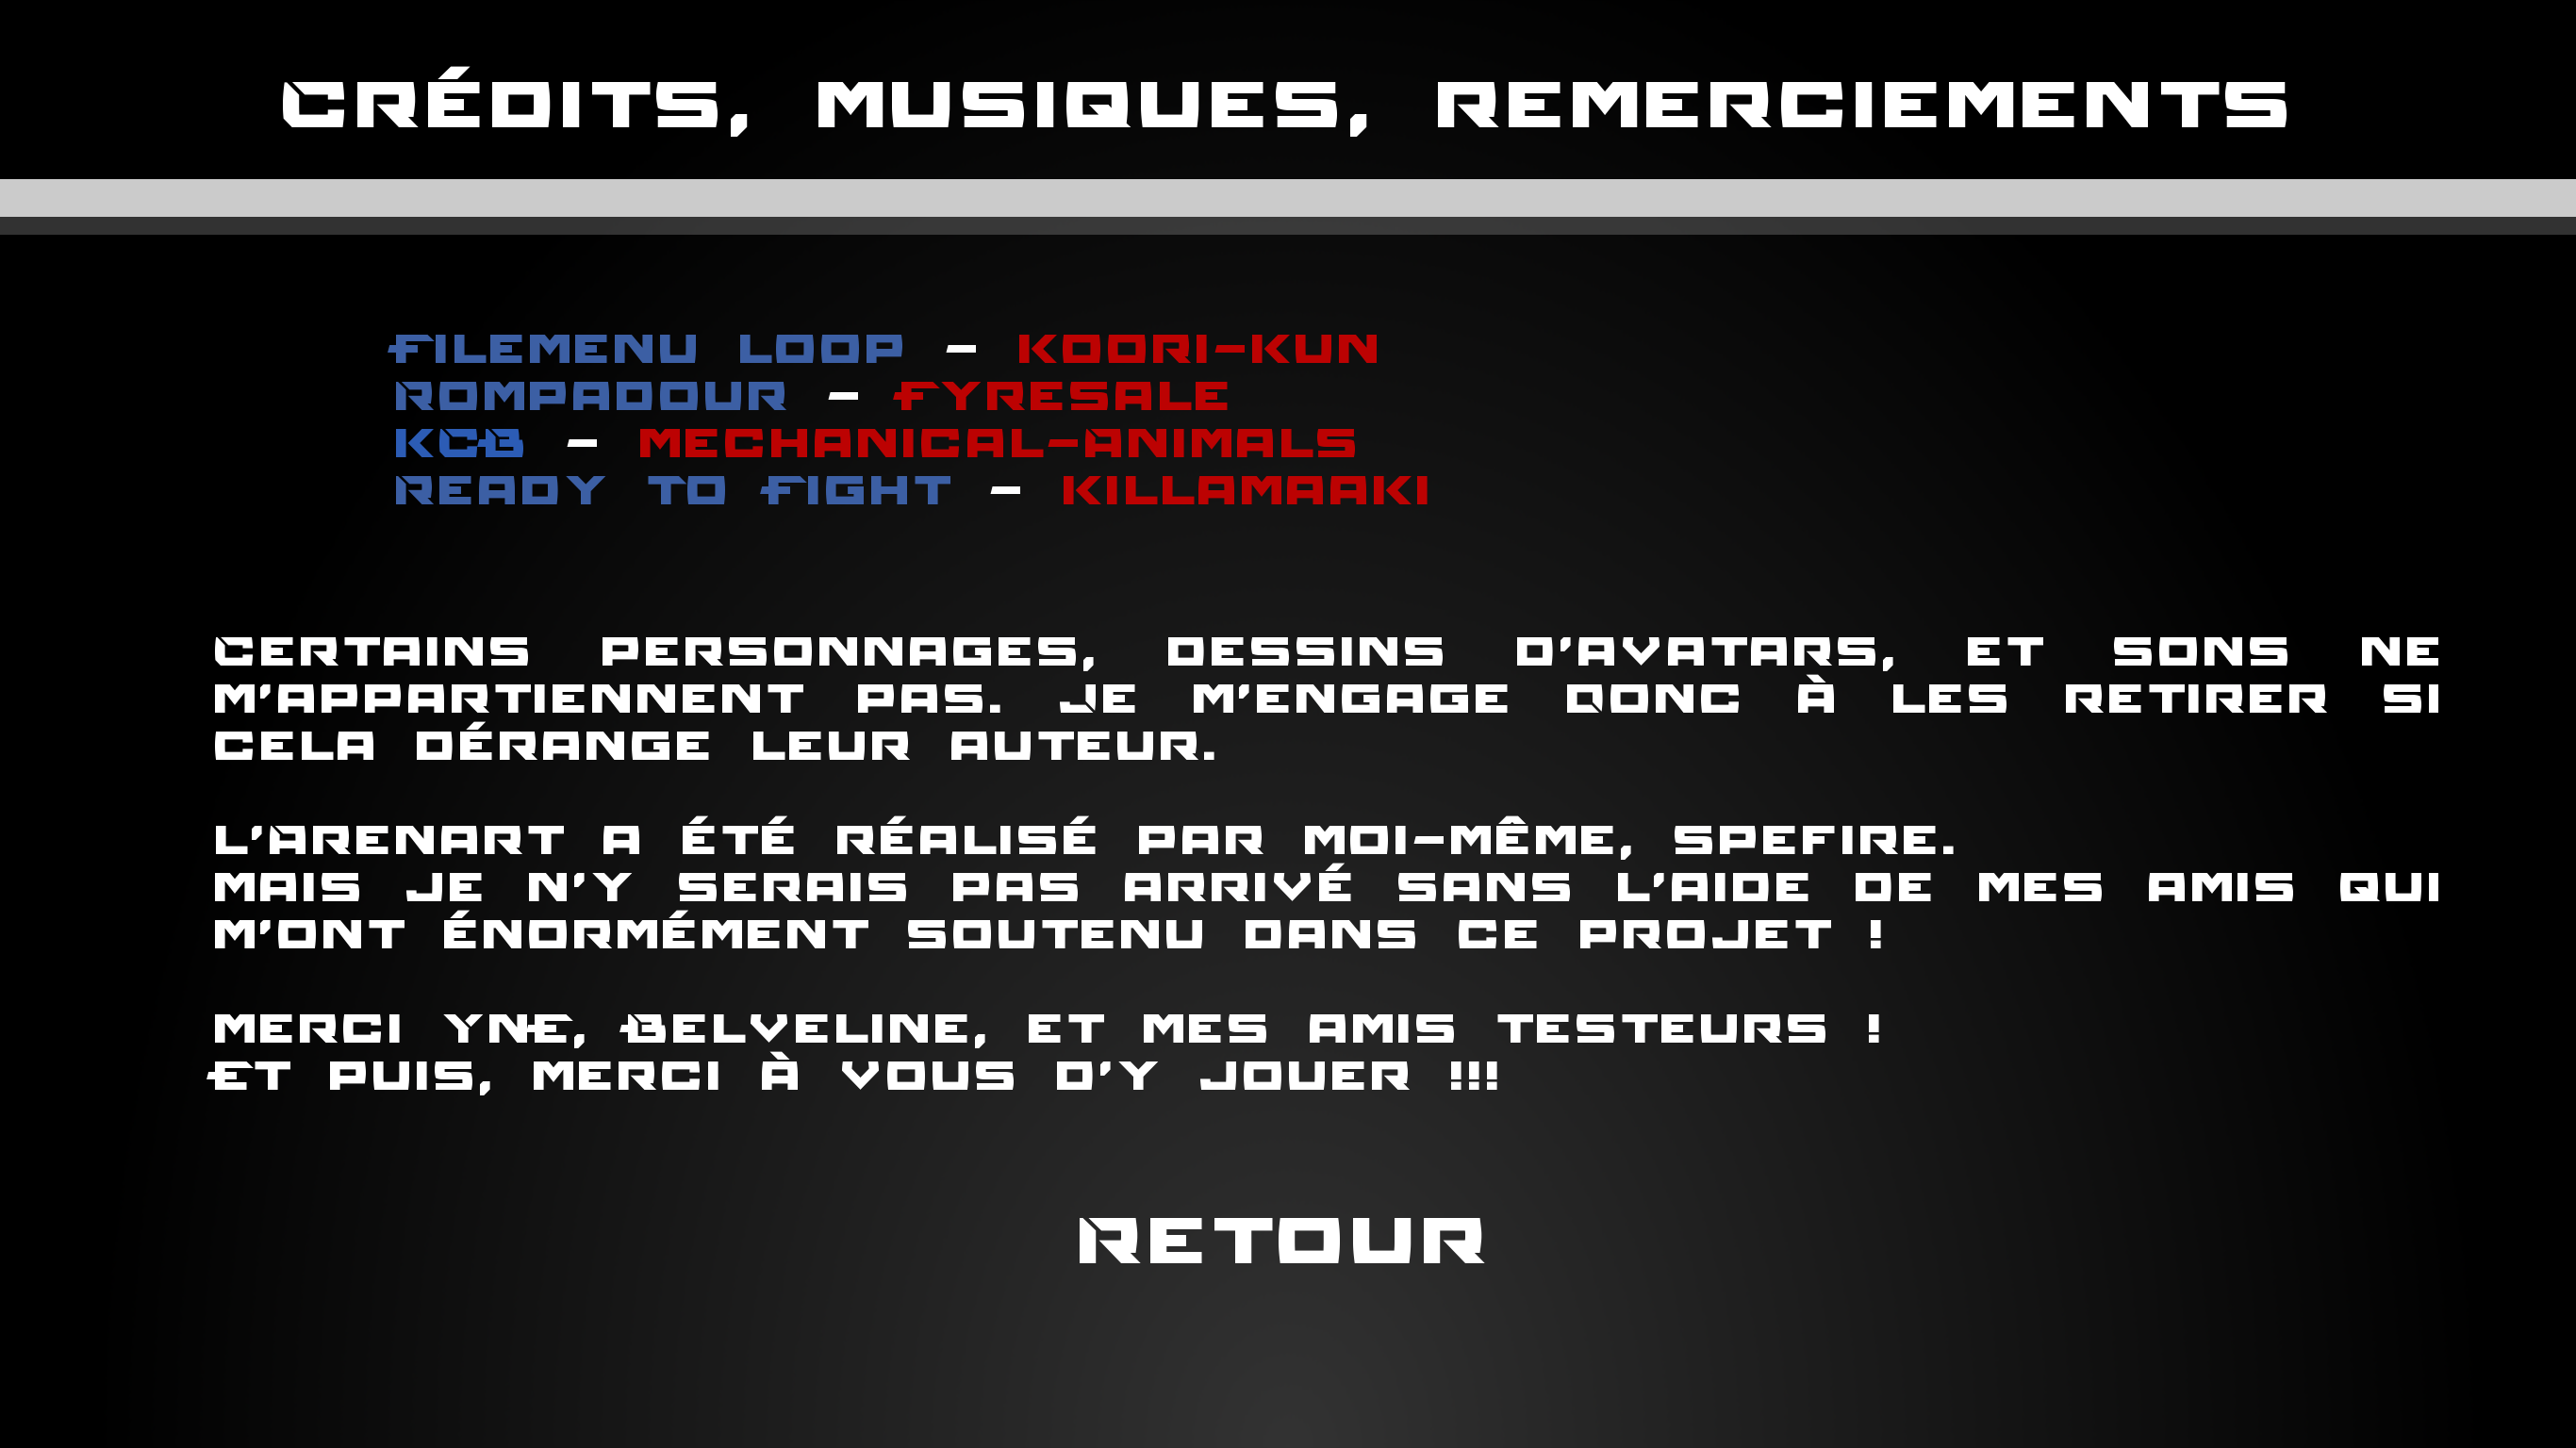 Crédits, musiques, remerciements
Filemenu loop - koori-kun
Rompadour - Fyresale
KCB - mechanical-Animals
Ready to Fight - killamaaki
Certains personnages, dessins d'avatars, et sons ne
m'appartiennent pas. Je m'engage Donc à les retirer si
cela dérange leur auteur.
L'Arenart a été réalisé par moi-même, spefire.
Mais je n'y serais pas arrivé sans l'aide de mes amis qui
m'ont énormément soutenu dans ce projet !
Merci YnE, Belveline, et mes amis testeurs !
Et puis, merci à vous d'y jouer !!!
Retour